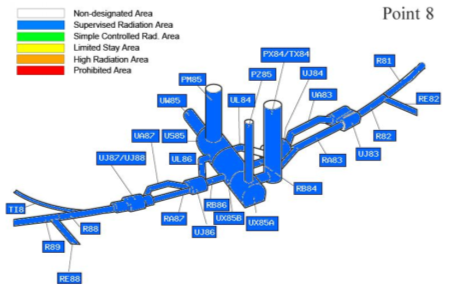 Non-designated Area
Supervised Radiation Area
Simple Controlled Rad. Area
Limited Stay Area
High Radiation Area
Prohibited Area
Point 8
PX84/TX84
PZ85
UJ84
PM85
UL84
UW85
UA83
R81
RE82
US85
UA87
R82
UL86
UJ87/UJ88
RA83
UJ83
RB84
RB86
TI8
UX85B
RA87
UX85A
R88
UJ86
R89
RE88